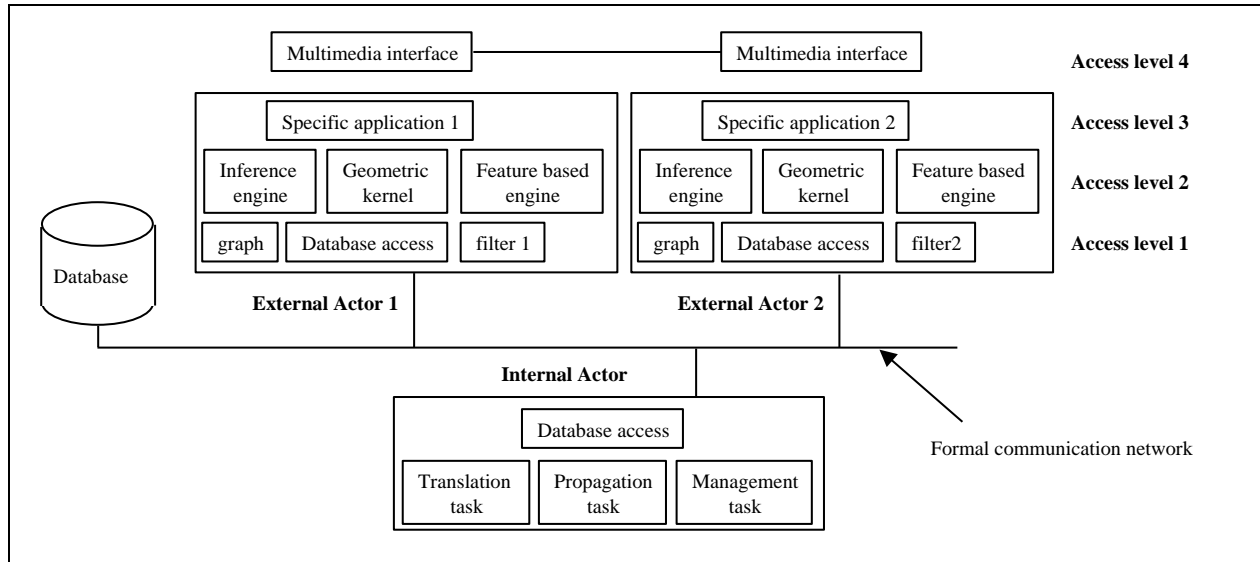 Multimedia interface
Multimedia interface
Access level 4
Specific application 1
Specific application 2
Access level 3
Inference
engine
Geometric
kernel
Feature based
engine
Inference
engine
Geometric
kernel
Feature based
engine
Access level 2
graph
Database access
filter 1
graph
Database access
filter2
Access level 1
Database
External Actor 1
External Actor 2
Internal Actor
Database access
Translation
task
Propagation
task
Management
task
Formal communication network